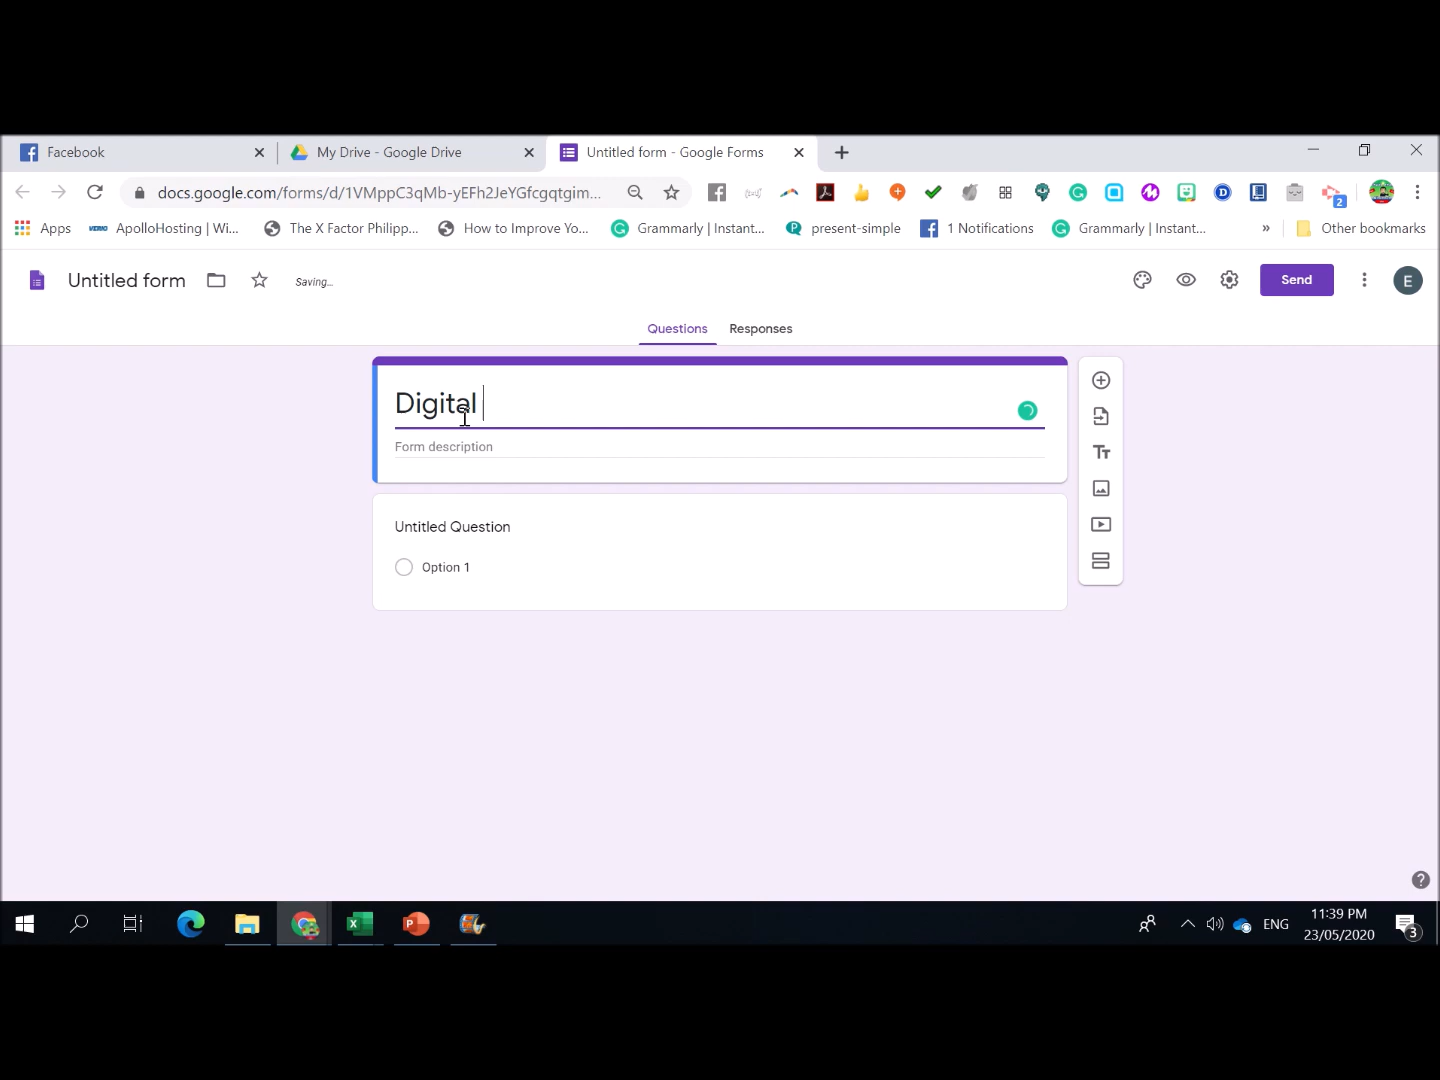 Facebook
My Drive - Google Drive
Untitled form - Google Forms
docs.google.com/forms/d/1VMppC3qMb-yEFh2JeYGfcgqtgim...
2
Apps
ApolloHosting | Wi...
The X Factor Philipp...
How to Improve Yo...
Grammarly | Instant...
present-simple
1 Notifications
Grammarly | Instant...
»
Other bookmarks
Untitled form
Saving...
Send
E
Questions
Responses
Digital
Form description
Untitled Question
Option 1
ENG
11:39 PM
23/05/2020
3